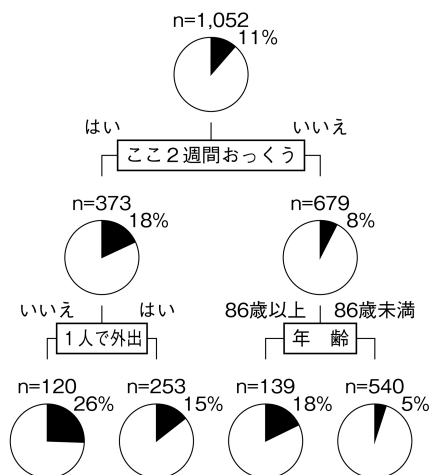 n=1,052
11%
はい いいえ
ここ2週間おっくう
n=373 n=679
18% 8%
いいえ はい 86歳以上 86歳未満
1人で外出 年 齢
n=120 n=253 n=139 n=540
26% 15% 18% 5%